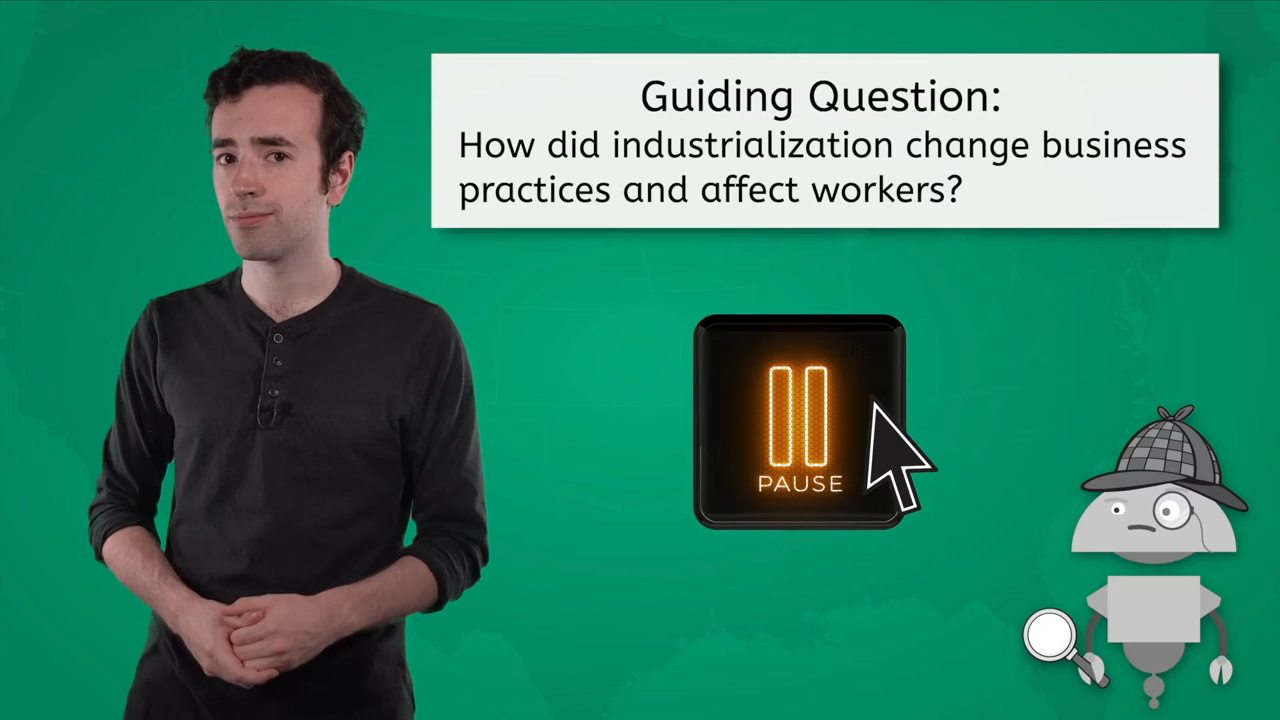 Guiding Question:
How did industrialization change business
practices and affect workers?
PAUSE